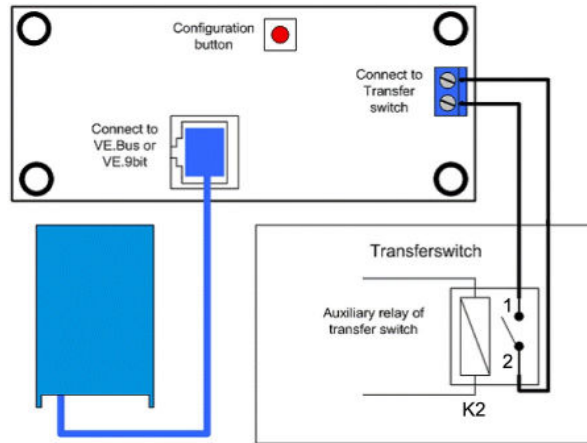 Configuration
button
Connect to
Transfer
switch
Connect to
VE.Bus or
VE.9bit
Transferswitch
Auxiliary relay of
transfer switch
1
2
K2